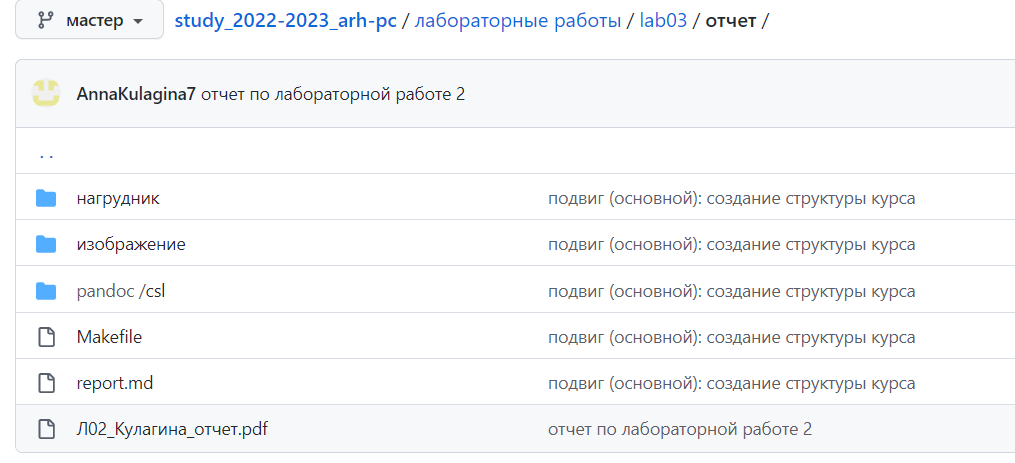 мастер study_2022-2023_arh-pc / лабораторные работы / lab03 / отчет /
AnnaKulagina7 отчет по лабораторной работе 2
. .
нагрудник подвиг (основной): создание структуры курса
изображение подвиг (основной): создание структуры курса
pandoc /csl подвиг (основной): создание структуры курса
Makefile подвиг (основной): создание структуры курса
report.md подвиг (основной): создание структуры курса
Л02_Кулагина_отчет.pdf отчет по лабораторной работе 2